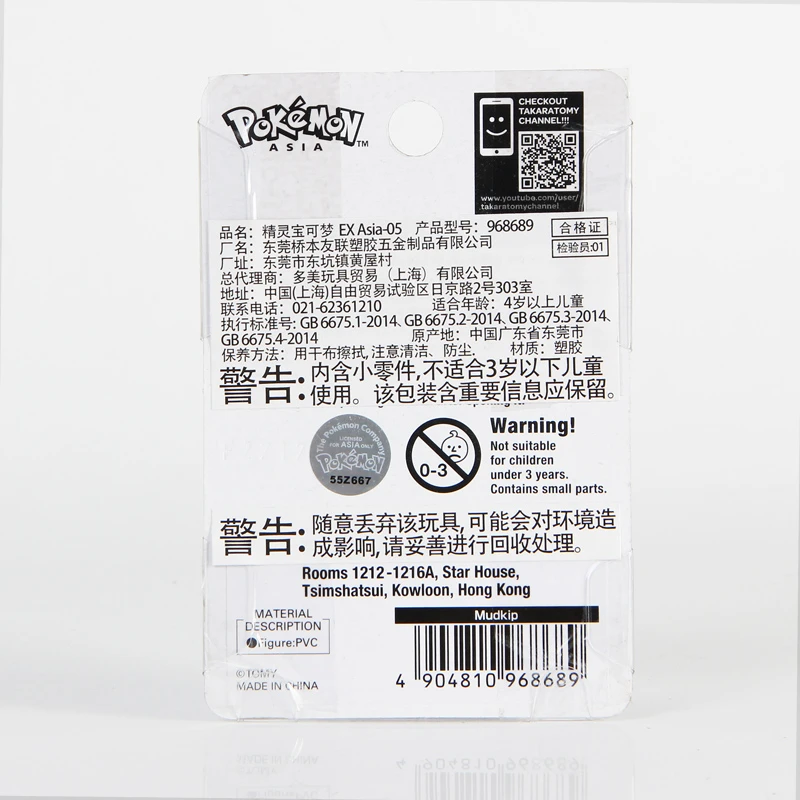 POKéMON™
ASIA
CHECKOUT
TAKARATOMY
CHANNEL!!!
www.youtube.com/user/
takaratomychannel
品名：精灵宝可梦 EX Asia-05 产品型号：968689
合格证
厂名：东莞桥本友联塑胶五金制品有限公司
检验员:01
厂址：东莞市东坑镇黄屋村
总代理商：多美玩具贸易（上海）有限公司
地址：中国(上海)自由贸易试验区日京路2号303室
联系电话：021-62361210 适合年龄：4岁以上儿童
执行标准号: GB 6675.1-2014、GB 6675.2-2014、GB 6675.3-2014、
GB 6675.4-2014 原产地：中国广东省东莞市
保养方法：用干布擦拭,注意清洁、防尘. 材质：塑胶
警告:内含小零件,不适合3岁以下儿童
使用。该包装含重要信息应保留。
The Pokémon Company
LICENSED
FOR ASIA ONLY
POKéMON
55Z667
0-3
Warning!
Not suitable
for children
under 3 years.
Contains small parts.
警告:随意丢弃该玩具,可能会对环境造
成影响,请妥善进行回收处理。
Rooms 1212-1216A, Star House,
Tsimshatsui, Kowloon, Hong Kong
MATERIAL
DESCRIPTION
Figure:PVC
©TOMY
MADE IN CHINA
Mudkip
4 904810 968689